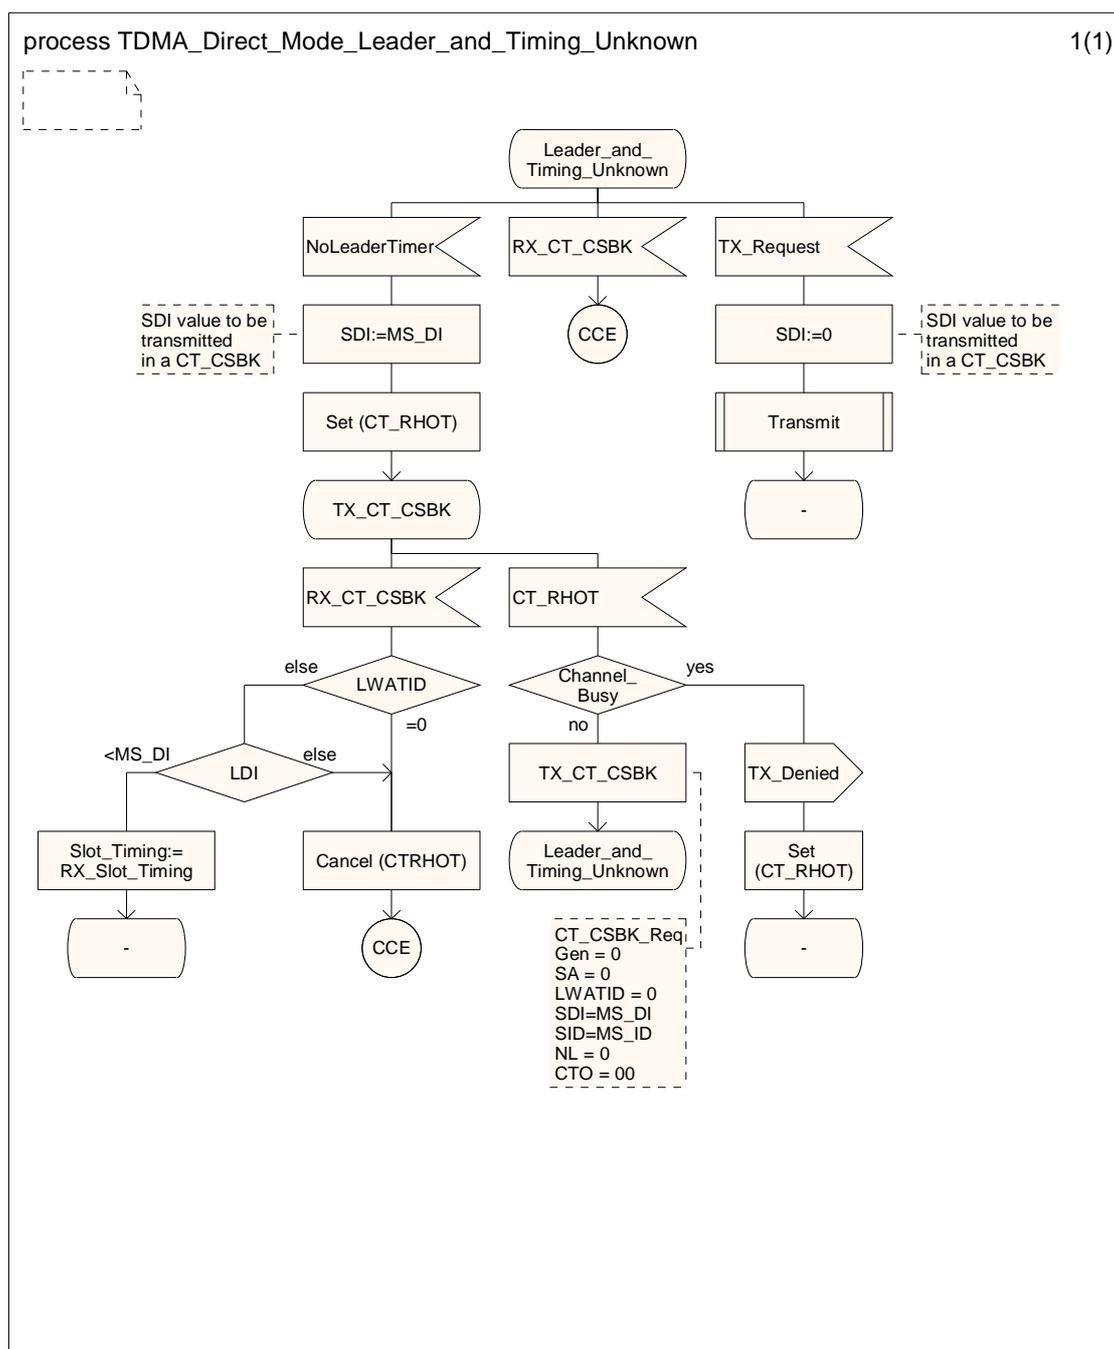 process TDMA_Direct_Mode_Leader_and_Timing_Unknown
1(1)
Leader_and_
Timing_Unknown
NoLeaderTimer
RX_CT_CSBK
TX_Request
SDI value to be
transmitted
in a CT_CSBK
SDI:=MS_DI
CCE
SDI:=0
SDI value to be
transmitted
in a CT_CSBK
Set (CT_RHOT)
Transmit
TX_CT_CSBK
-
RX_CT_CSBK
CT_RHOT
else
LWATID
=0
Channel_
Busy
yes
no
<MS_DI
LDI
else
TX_CT_CSBK
TX_Denied
Slot_Timing:=
RX_Slot_Timing
Cancel (CTRHOT)
Leader_and_
Timing_Unknown
Set
(CT_RHOT)
-
CCE
CT_CSBK_Req
Gen = 0
SA = 0
LWATID = 0
SDI=MS_DI
SID=MS_ID
NL = 0
CTO = 00
-